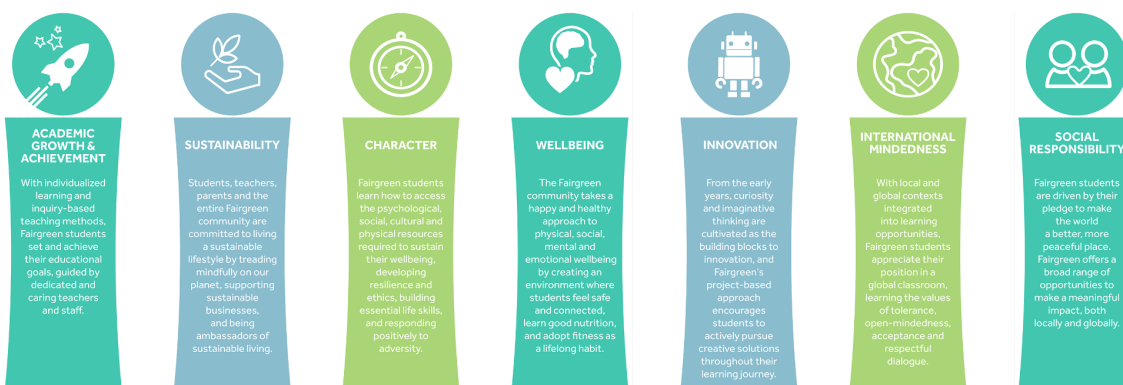 ACADEMIC
GROWTH &
ACHIEVEMENT
With individualized
learning and
inquiry-based
teaching methods,
Fairgreen students
set and achieve
their educational
goals, guided by
dedicated and
caring teachers
and staff.
SUSTAINABILITY
Students, teachers,
parents and the
entire Fairgreen
community are
committed to living
a sustainable
lifestyle by treading
mindfully on our
planet, supporting
sustainable
businesses,
and being
ambassadors of
sustainable living.
CHARACTER
Fairgreen students
learn how to access
the psychological,
social, cultural and
physical resources
required to sustain
their wellbeing,
developing
resilience and
ethics, building
essential life skills,
and responding
positively to
adversity.
WELLBEING
The Fairgreen
community takes a
happy and healthy
approach to
physical, social,
mental and
emotional wellbeing
by creating an
environment where
students feel safe
and connected,
learn good nutrition,
and adopt fitness as
a lifelong habit.
INNOVATION
From the early
years, curiosity
and imaginative
thinking are
cultivated as the
building blocks to
innovation, and
Fairgreen's
project-based
approach
encourages
students to
actively pursue
creative solutions
throughout their
learning journey.
INTERNATIONAL
MINDEDNESS
With local and
global contexts
integrated
into learning
opportunities,
Fairgreen students
appreciate their
position in a
global classroom,
learning the values
of tolerance,
open-mindedness,
acceptance and
respectful
dialogue.
SOCIAL
RESPONSIBILITY
Fairgreen students
are driven by their
pledge to make
the world
a better, more
peaceful place.
Fairgreen offers a
broad range of
opportunities to
make a meaningful
impact, both
locally and globally.